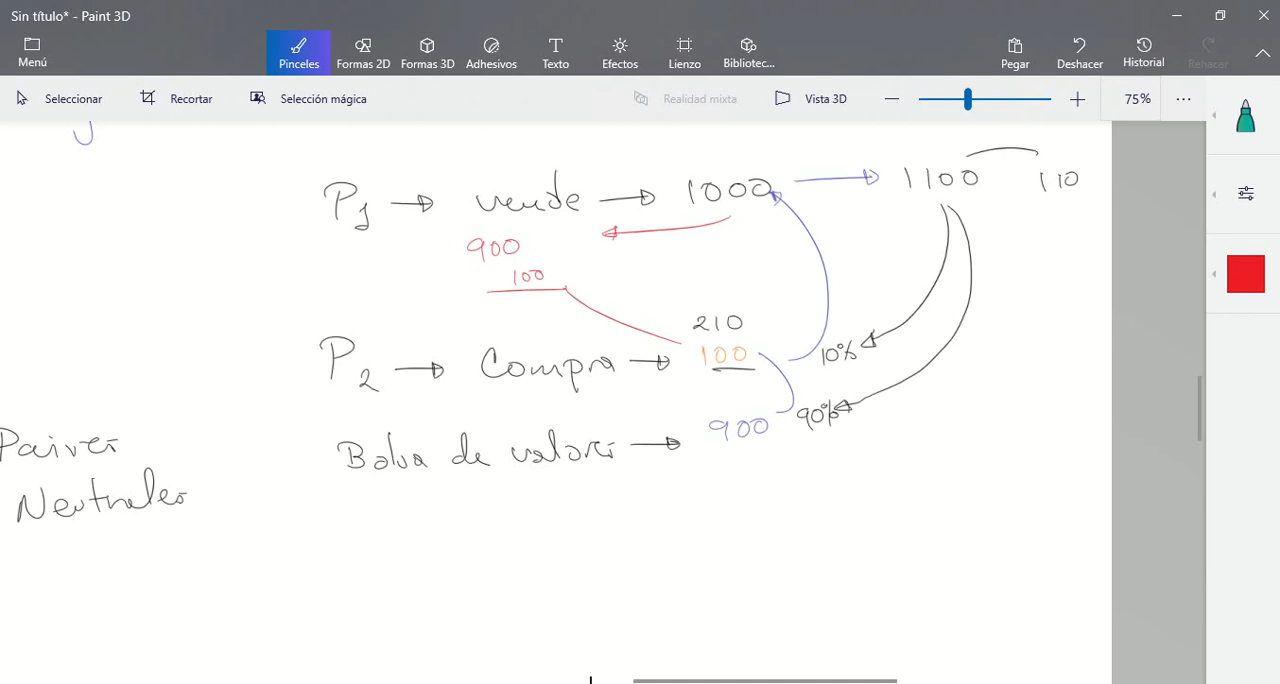 Sin título* - Paint 3D
Menú
Pinceles
Formas 2D
Formas 3D
Adhesivos
Texto
Efectos
Lienzo
Bibliotec...
Pegar
Deshacer
Historial
Rehacer
Seleccionar
Recortar
Selección mágica
Realidad mixta
Vista 3D
75%
P1 → vende → 1000 → 1100 110
900
100
210
P2 → Compra → 100 10%
900 90%
Bolsa de valores →
Paises
Neutrales